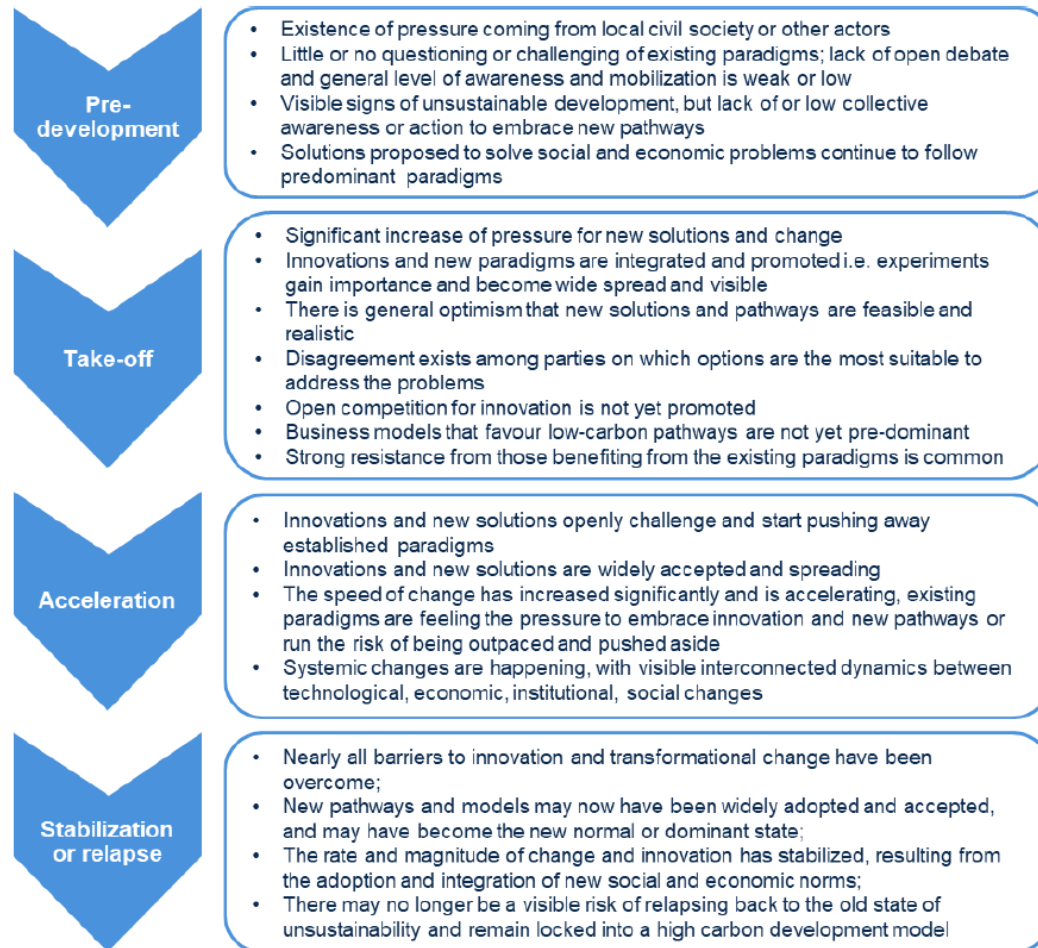 Pre-
development
• Existence of pressure coming from local civil society or other actors
• Little or no questioning or challenging of existing paradigms; lack of open debate
and general level of awareness and mobilization is weak or low
• Visible signs of unsustainable development, but lack of or low collective
awareness or action to embrace new pathways
• Solutions proposed to solve social and economic problems continue to follow
predominant paradigms
Take-off
• Significant increase of pressure for new solutions and change
• Innovations and new paradigms are integrated and promoted i.e. experiments
gain importance and become wide spread and visible
• There is general optimism that new solutions and pathways are feasible and
realistic
• Disagreement exists among parties on which options are the most suitable to
address the problems
• Open competition for innovation is not yet promoted
• Business models that favour low-carbon pathways are not yet pre-dominant
• Strong resistance from those benefiting from the existing paradigms is common
Acceleration
• Innovations and new solutions openly challenge and start pushing away
established paradigms
• Innovations and new solutions are widely accepted and spreading
• The speed of change has increased significantly and is accelerating, existing
paradigms are feeling the pressure to embrace innovation and new pathways or
run the risk of being outpaced and pushed aside
• Systemic changes are happening, with visible interconnected dynamics between
technological, economic, institutional, social changes
Stabilization
or relapse
• Nearly all barriers to innovation and transformational change have been
overcome;
• New pathways and models may now have been widely adopted and accepted,
and may have become the new normal or dominant state;
• The rate and magnitude of change and innovation has stabilized, resulting from
the adoption and integration of new social and economic norms;
• There may no longer be a visible risk of relapsing back to the old state of
unsustainability and remain locked into a high carbon development model